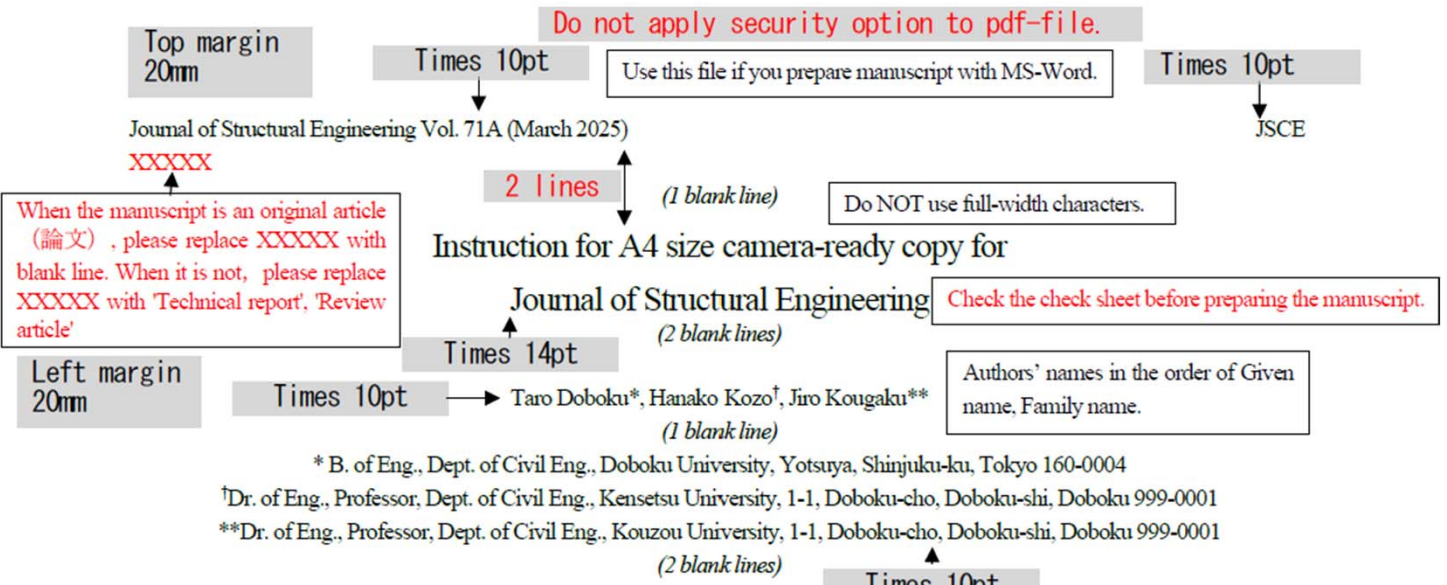 Do not apply security option to pdf-file.
Top margin
20mm
Times 10pt
Use this file if you prepare manuscript with MS-Word.
Times 10pt
Journal of Structural Engineering Vol. 71A (March 2025)
JSCE
XXXXX
2 lines
(1 blank line)
Do NOT use full-width characters.
When the manuscript is an original article
(論文) , please replace XXXXX with
blank line. When it is not, please replace
XXXXX with 'Technical report', 'Review
article'
Instruction for A4 size camera-ready copy for
Journal of Structural Engineering
Check the check sheet before preparing the manuscript.
(2 blank lines)
Times 14pt
Left margin
20mm
Times 10pt
Taro Doboku*, Hanako Kozo†, Jiro Kougaku**
Authors’ names in the order of Given
name, Family name.
(1 blank line)
* B. of Eng., Dept. of Civil Eng., Doboku University, Yotsuya, Shinjuku-ku, Tokyo 160-0004
†Dr. of Eng., Professor, Dept. of Civil Eng., Kensetsu University, 1-1, Doboku-cho, Doboku-shi, Doboku 999-0001
**Dr. of Eng., Professor, Dept. of Civil Eng., Kouzou University, 1-1, Doboku-cho, Doboku-shi, Doboku 999-0001
(2 blank lines)
Times 10pt